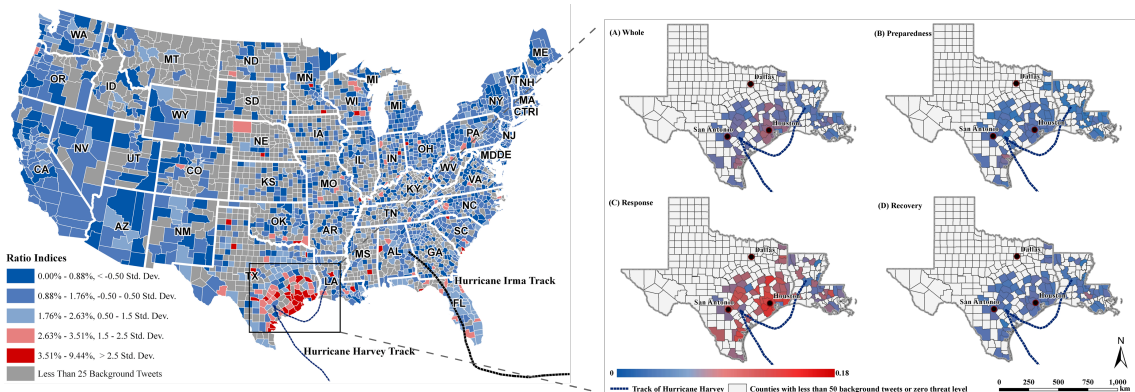 WA
MT
ND
MN
ME
OR
ID
SD
WI
MI
MI
VT
NH
NY
MA
CT
RI
WY
NE
IA
PA
NJ
NV
UT
CO
IL
IN
OH
MD
DE
CA
KS
MO
WV
VA
KY
AZ
NM
OK
AR
TN
NC
SC
MS
AL
GA
TX
LA
FL
Ratio Indices
0.00% - 0.88%, < -0.50 Std. Dev.
0.88% - 1.76%, -0.50 - 0.50 Std. Dev.
1.76% - 2.63%, 0.50 - 1.5 Std. Dev.
2.63% - 3.51%, 1.5 - 2.5 Std. Dev.
3.51% - 9.44%, > 2.5 Std. Dev.
Less Than 25 Background Tweets
Hurricane Irma Track
Hurricane Harvey Track
(A) Whole
Dallas
San Antonio
Houston
(B) Preparedness
Dallas
San Antonio
Houston
(C) Response
Dallas
San Antonio
Houston
(D) Recovery
Dallas
San Antonio
Houston
0
0.18
Track of Hurricane Harvey
Counties with less than 50 background tweets or zero threat level
N
0 250 500 1,000
km